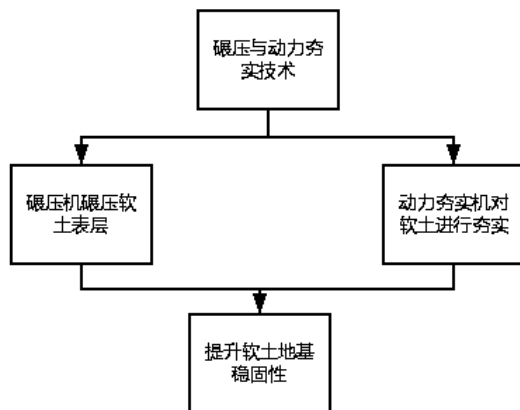 碾压与动力夯
实技术
碾压机碾压软
土表层
动力夯实机对
软土进行夯实
提升软土地基
稳固性